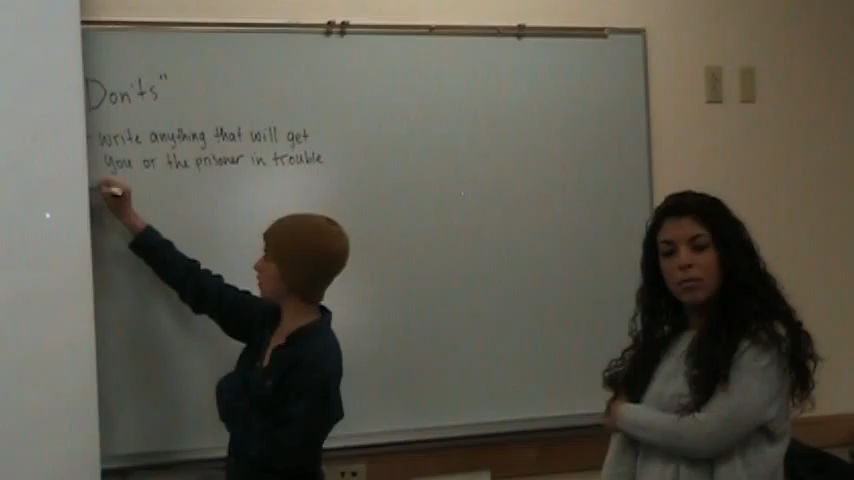 Don'ts"
- write anything that will get
you or the prisoner in trouble